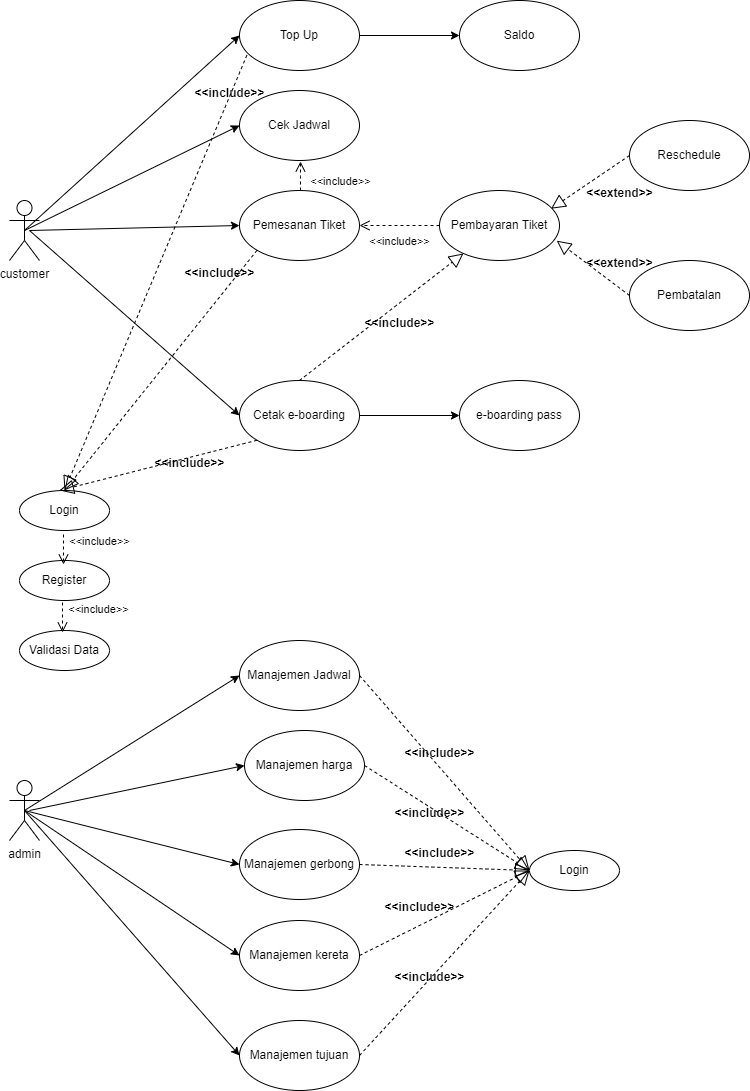 Top Up
Saldo
<<include>>
Cek Jadwal
Reschedule
<<include>>
<<extend>>
Pemesanan Tiket
Pembayaran Tiket
<<include>>
customer
<<include>>
<<extend>>
Pembatalan
<<include>>
Cetak e-boarding
e-boarding pass
<<include>>
Login
<<include>>
Register
<<include>>
Validasi Data
Manajemen Jadwal
<<include>>
Manajemen harga
<<include>>
admin
<<include>>
Manajemen gerbong
Login
<<include>>
Manajemen kereta
<<include>>
Manajemen tujuan